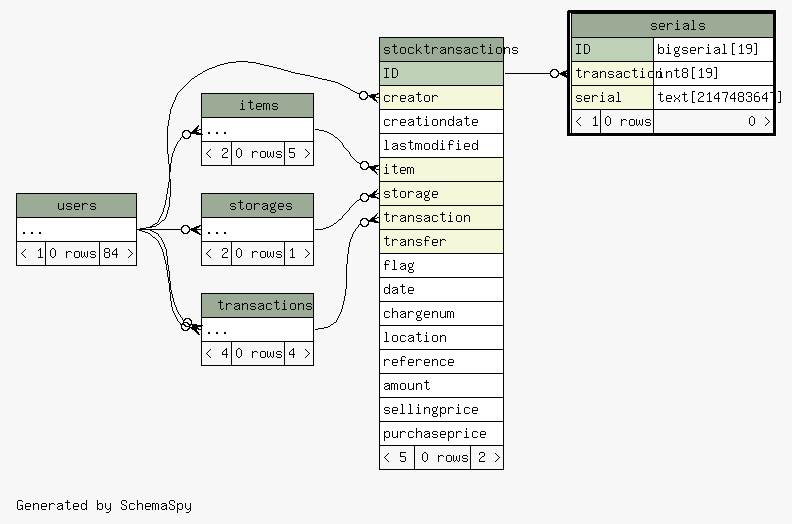 users
...
< 1 0 rows 84 >
items
...
< 2 0 rows 5 >
storages
...
< 2 0 rows 1 >
transactions
...
< 4 0 rows 4 >
stocktransactions
ID
creator
creationdate
lastmodified
item
storage
transaction
transfer
flag
date
chargenum
location
reference
amount
sellingprice
purchaseprice
< 5 0 rows 2 >
serials
ID bigserial[19]
transaction int8[19]
serial text[2147483647]
< 1 0 rows 0 >
Generated by SchemaSpy